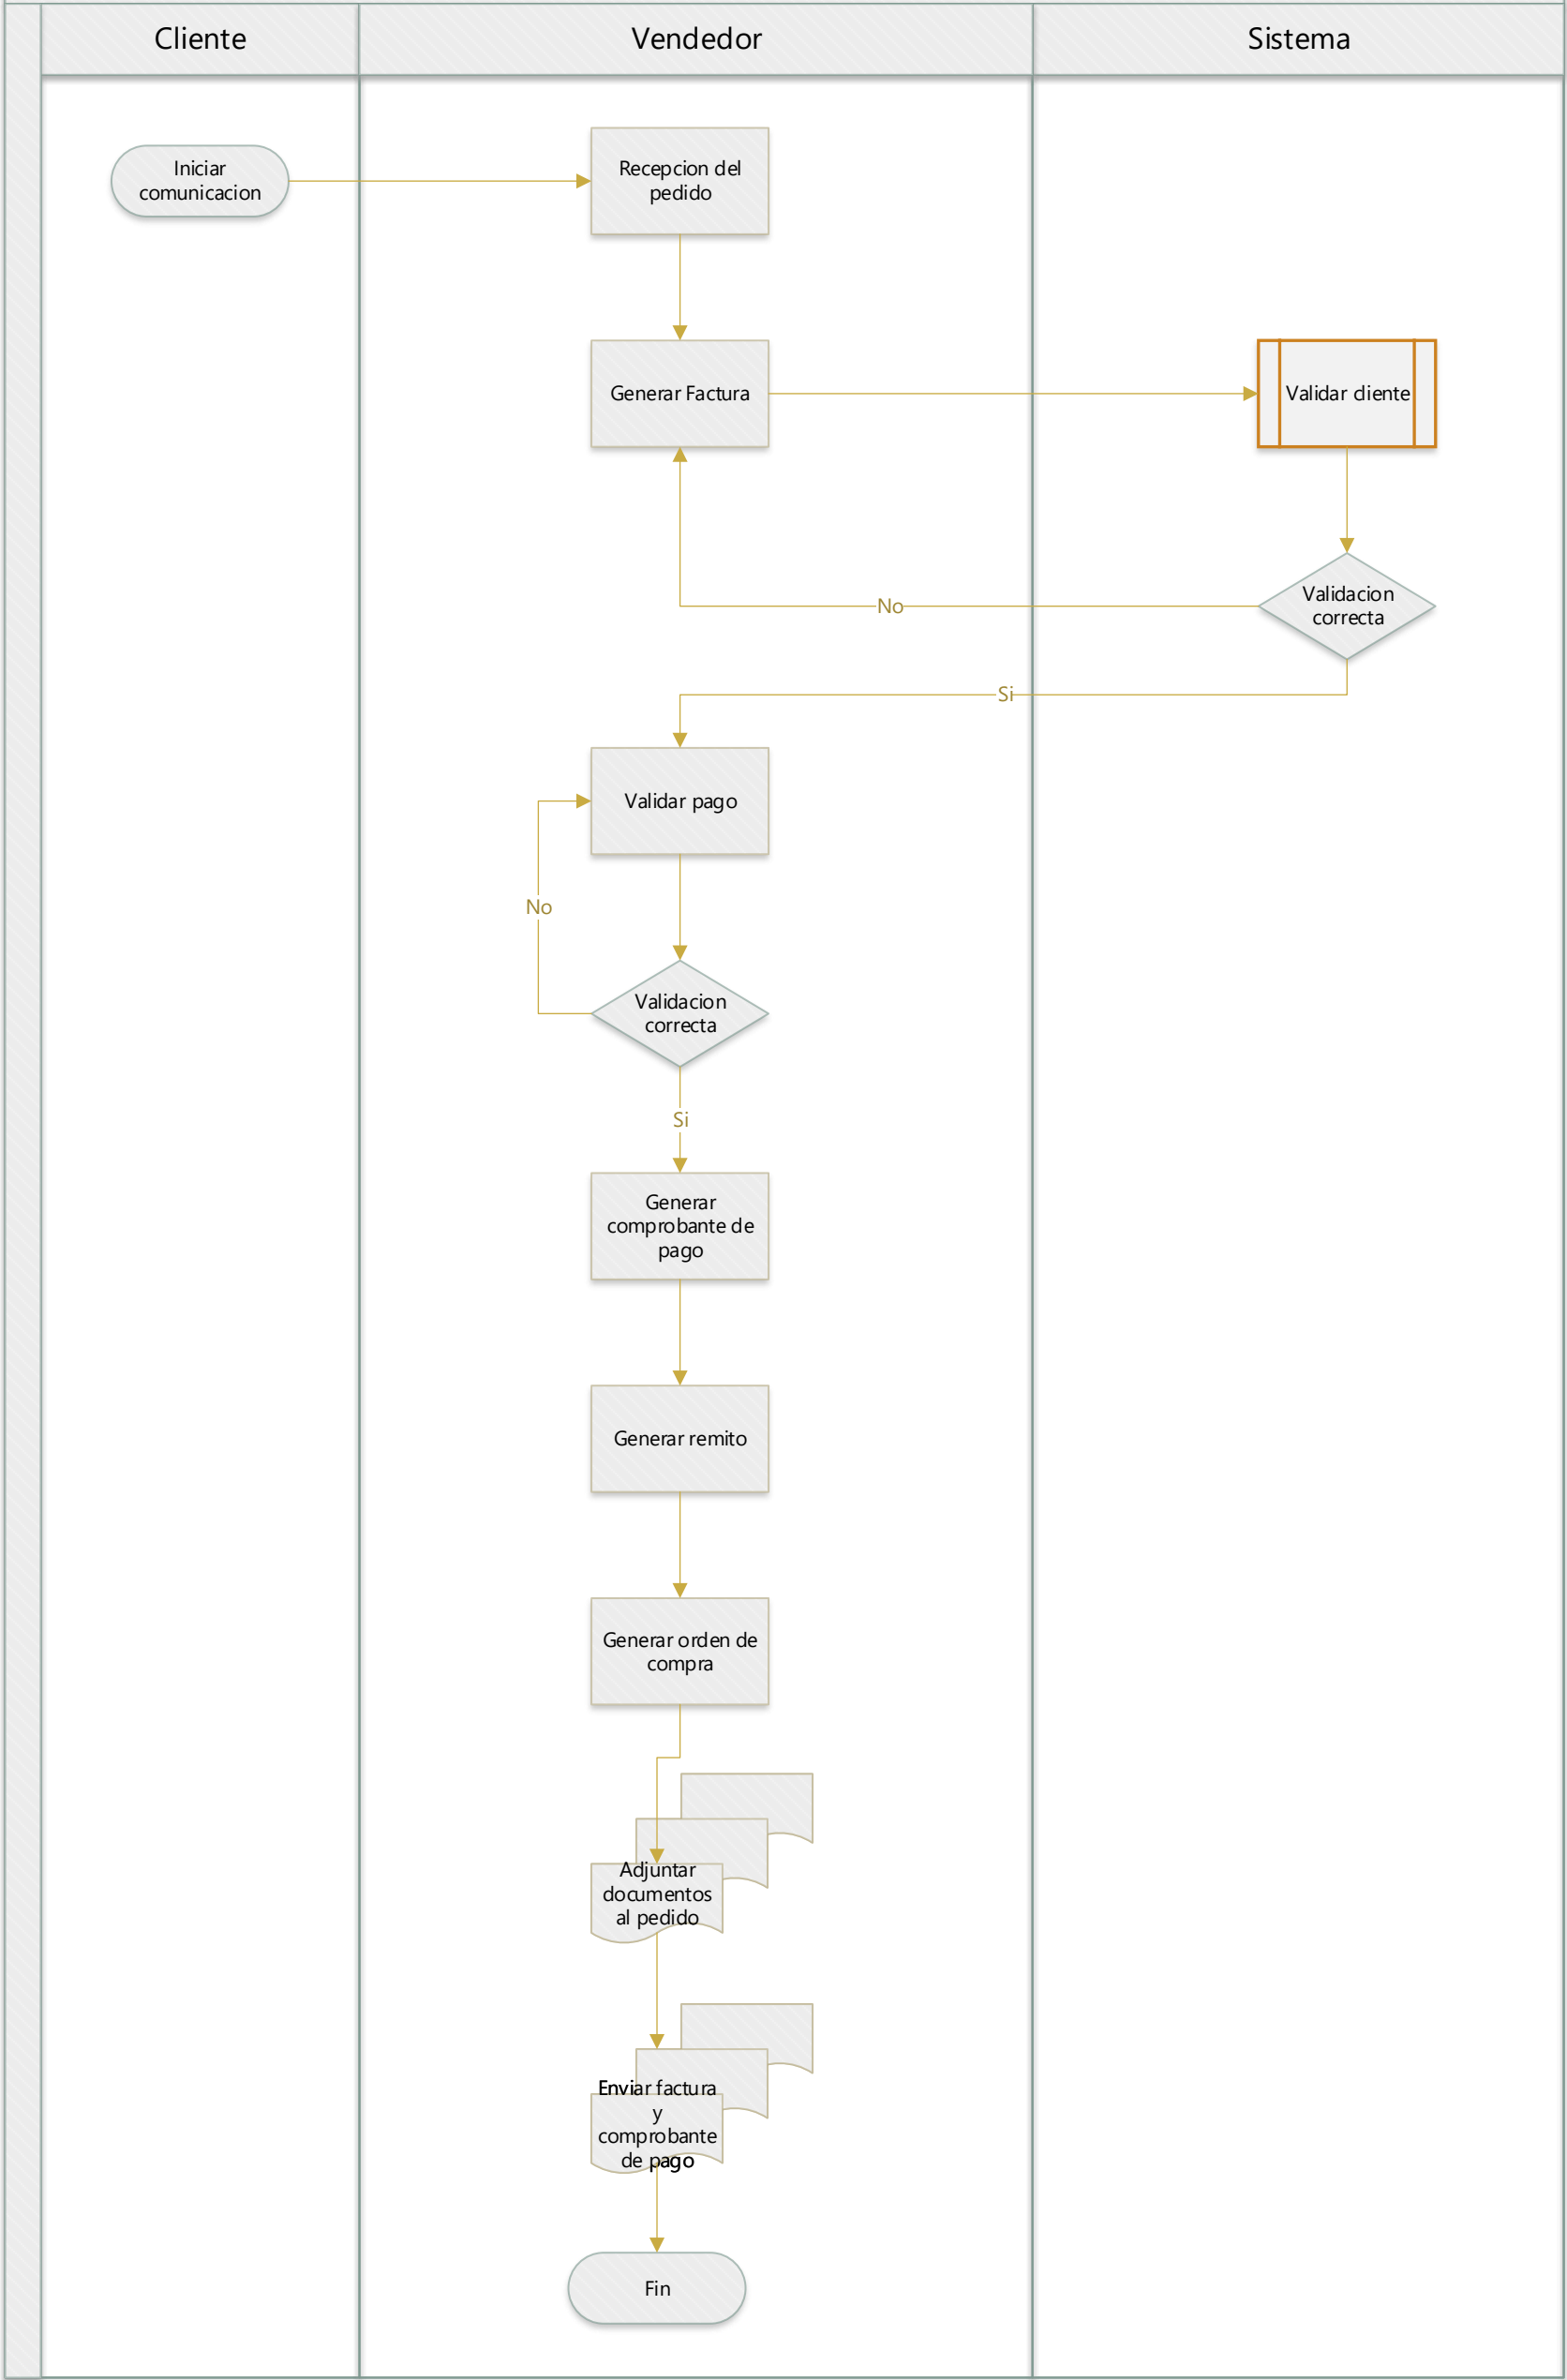 Cliente
Vendedor
Sistema
Iniciar
comunicacion
Recepcion del
pedido
Generar Factura
Validar cliente
Validacion
correcta
No
Si
Validar pago
No
Validacion
correcta
Si
Generar
comprobante de
pago
Generar remito
Generar orden de
compra
Adjuntar
documentos
al pedido
Enviar factura
y
comprobante
de pago
Fin